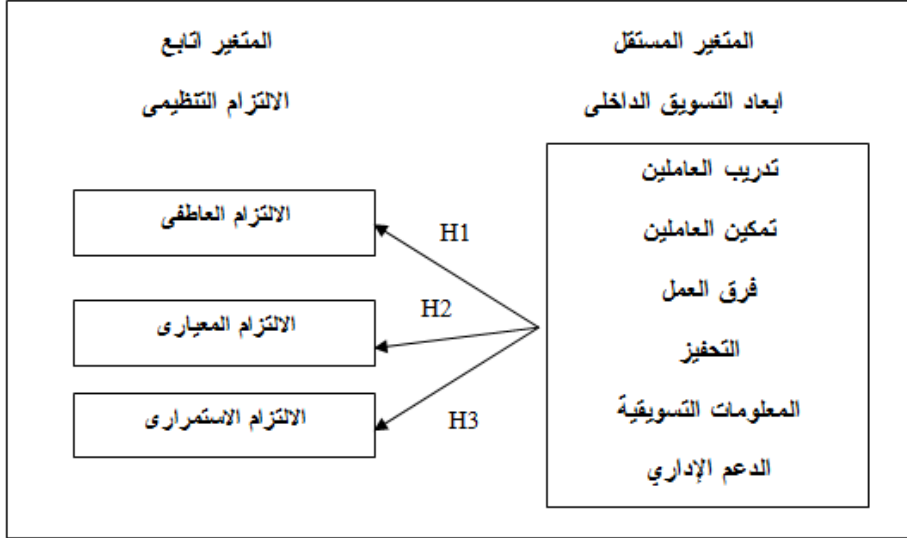 المتغير المستقل
ابعاد التسويق الداخلى
تدريب العاملين
تمكين العاملين
فرق العمل
التحفيز
المعلومات التسويقية
الدعم الإداري
H1
H2
H3
المتغير اتابع
الالتزام التنظيمى
الالتزام العاطفى
الالتزام المعيارى
الالتزام الاستمرارى